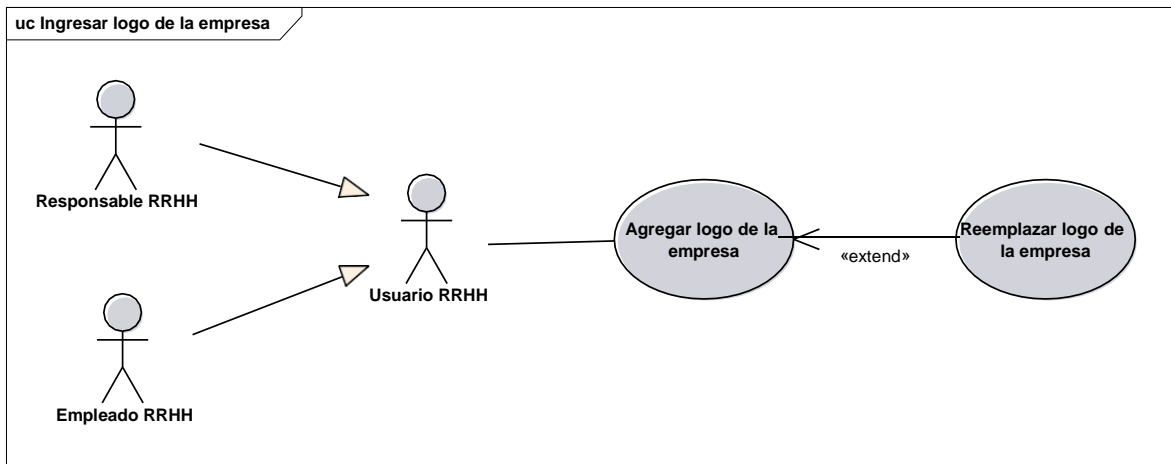 uc Ingresar logo de la empresa
Responsable RRHH
Usuario RRHH
Empleado RRHH
Agregar logo de la
empresa
«extend»
Reemplazar logo de
la empresa